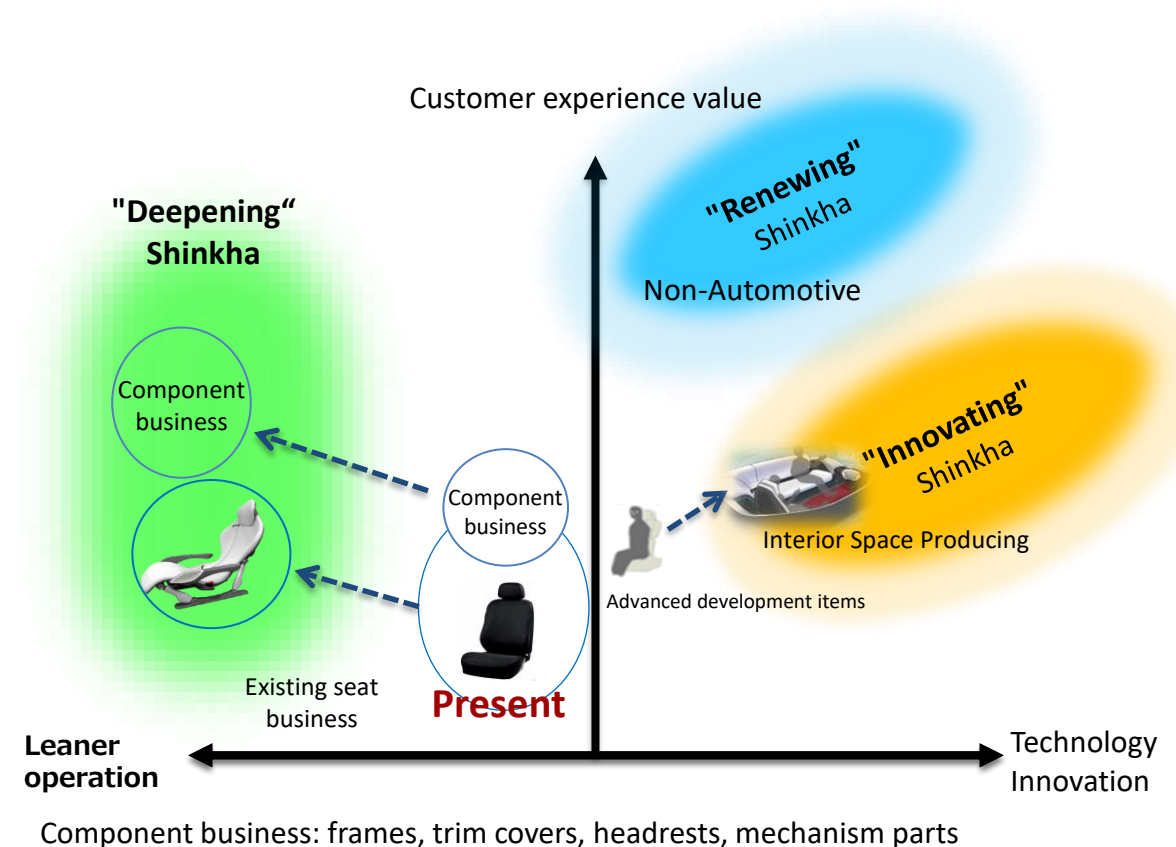 Customer experience value
"Renewing"
Shinkha
Non-Automotive
"Deepening“
Shinkha
Component
business
Component
business
"Innovating"
Shinkha
Interior Space Producing
Advanced development items
Existing seat
business
Present
Leaner
operation
Technology
Innovation
Component business: frames, trim covers, headrests, mechanism parts